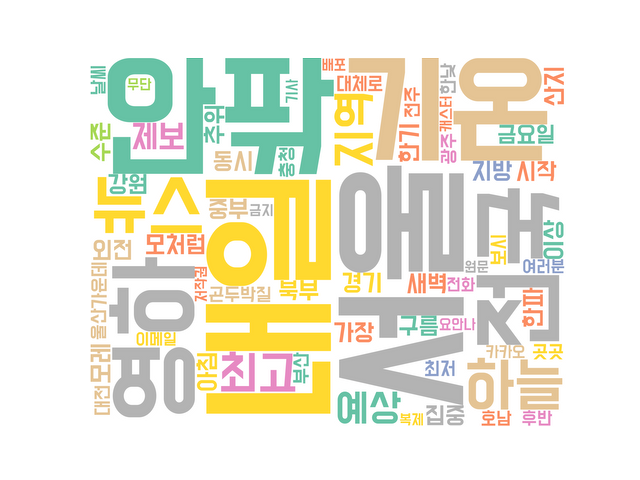 날씨
무단
안팎
기사
배포
대체로
기온
전주
한낮
산지
수준
제보
추위
동시
충청
지역
한기
광주
캐스터
금요일
강원
뉴스
중부
금지
내일
서울
지방
시작
전국
외전
모처럼
보시
이상
원문
여러분
울산
가운데
영하
저작권
곤두박질
북부
경기
새벽
전화
한파
이메일
가장
구름
요안나
대전
모레
아침
최고
부산
최저
카카오
곳곳
하늘
예상
복제
집중
호남
후반